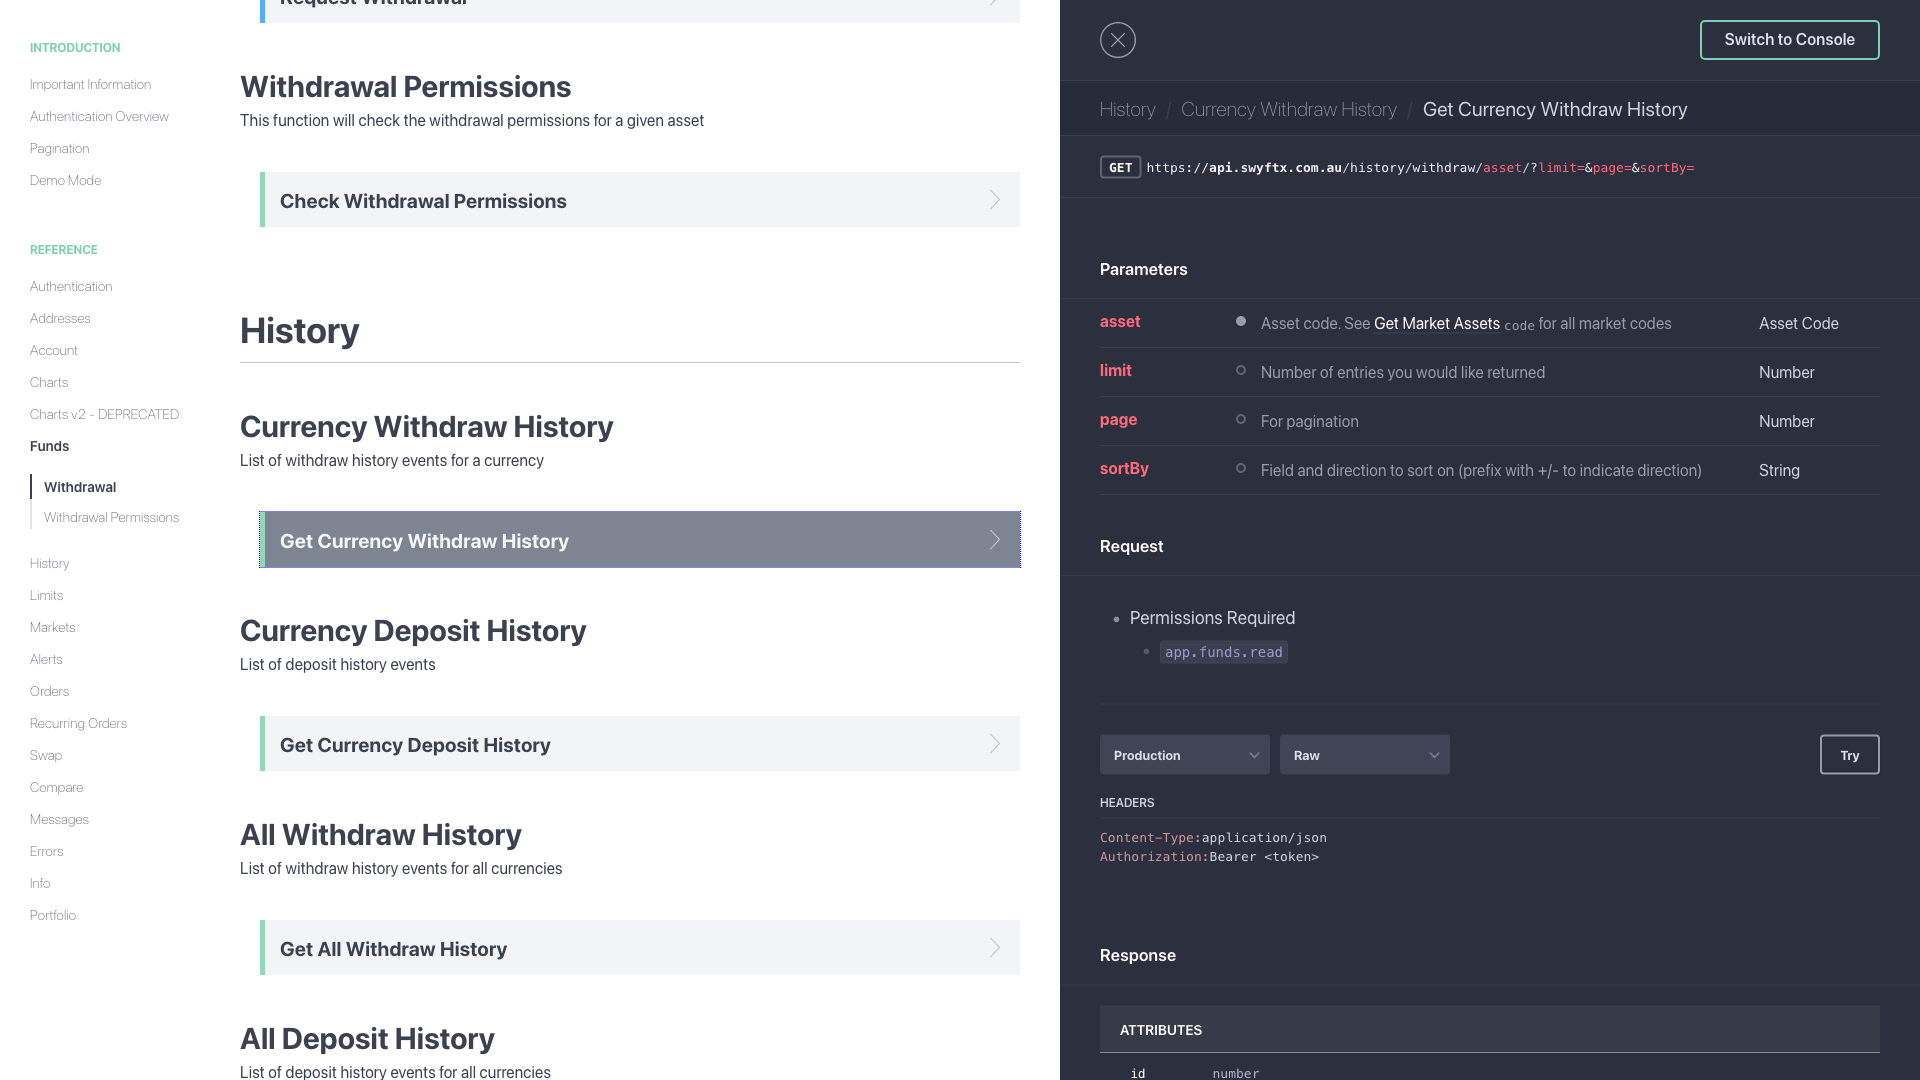 Request Withdrawal
INTRODUCTION
Important Information
Authentication Overview
Pagination
Demo Mode
REFERENCE
Authentication
Addresses
Account
Charts
Charts v2 - DEPRECATED
Funds
Withdrawal
Withdrawal Permissions
History
Limits
Markets
Alerts
Orders
Recurring Orders
Swap
Compare
Messages
Errors
Info
Portfolio
Withdrawal Permissions
This function will check the withdrawal permissions for a given asset
Check Withdrawal Permissions
History
Currency Withdraw History
List of withdraw history events for a currency
Get Currency Withdraw History
Currency Deposit History
List of deposit history events
Get Currency Deposit History
All Withdraw History
List of withdraw history events for all currencies
Get All Withdraw History
All Deposit History
List of deposit history events for all currencies
Switch to Console
History / Currency Withdraw History / Get Currency Withdraw History
GET https://api.swyftx.com.au/history/withdraw/asset/?limit=&page=&sortBy=
Parameters
asset Asset code. See Get Market Assets code for all market codes Asset Code
limit Number of entries you would like returned Number
page For pagination Number
sortBy Field and direction to sort on (prefix with +/- to indicate direction) String
Request
Permissions Required
app.funds.read
Production Raw Try
HEADERS
Content-Type:application/json
Authorization:Bearer <token>
Response
ATTRIBUTES
id number